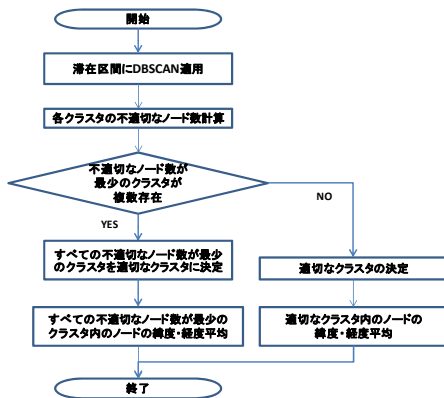 開始
滞在区間にDBSCAN適用
各クラスタの不適切なノード数計算
不適切なノード数が
最少のクラスタが
複数存在
NO
YES
すべての不適切なノード数が最少
のクラスタを適切なクラスタに決定
適切なクラスタの決定
すべての不適切なノード数が最少の
クラスタ内のノードの緯度・経度平均
適切なクラスタ内のノードの
緯度・経度平均
終了